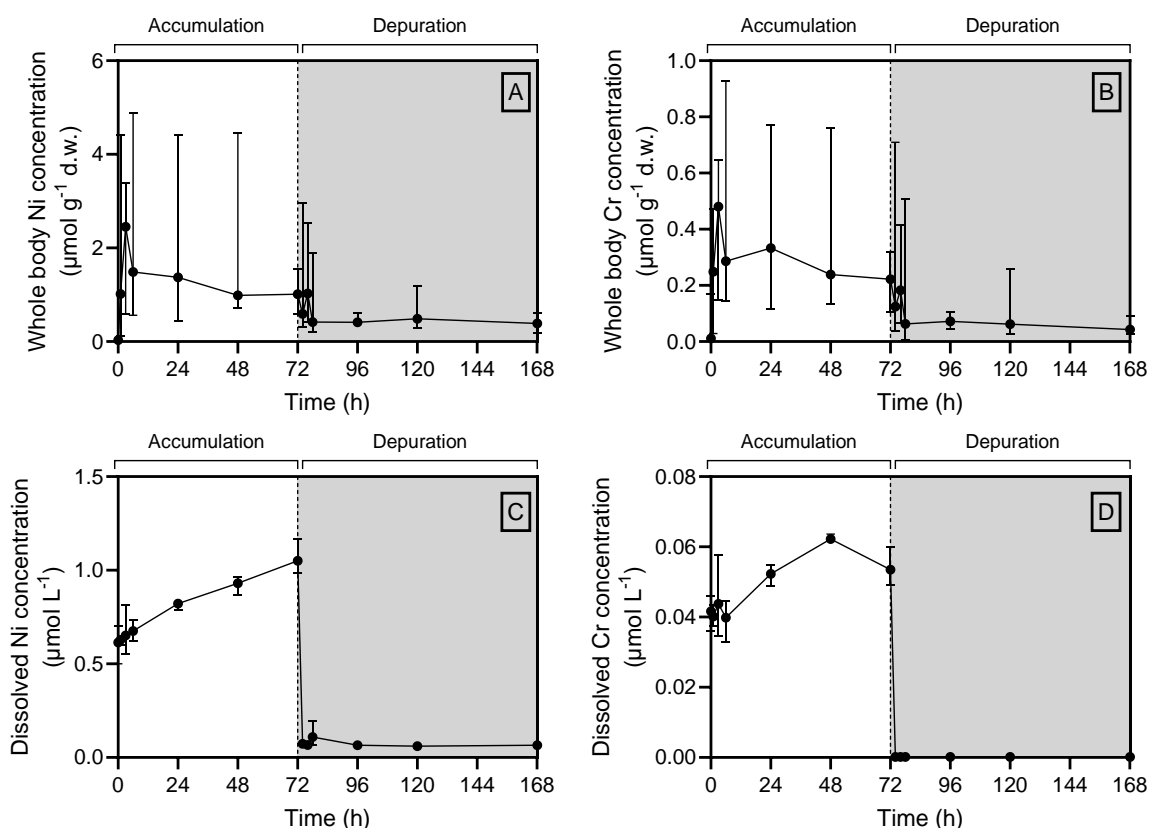 Accumulation Depuration
A
Whole body Ni concentration
(µmol g-1 d.w.)
6
4
2
0
0 24 48 72 96 120 144 168
Time (h)
Accumulation Depuration
B
Whole body Cr concentration
(µmol g-1 d.w.)
1.0
0.8
0.6
0.4
0.2
0.0
0 24 48 72 96 120 144 168
Time (h)
Accumulation Depuration
C
Dissolved Ni concentration
(µmol L-1)
1.5
1.0
0.5
0.0
0 24 48 72 96 120 144 168
Time (h)
Accumulation Depuration
D
Dissolved Cr concentration
(µmol L-1)
0.08
0.06
0.04
0.02
0.00
0 24 48 72 96 120 144 168
Time (h)